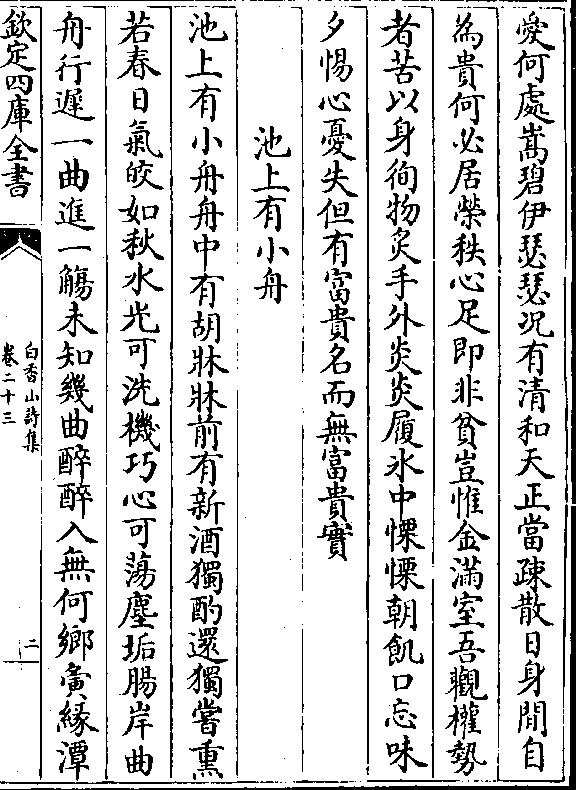 愛何處嵩碧伊瑟瑟况有清和天正當疎散日身閒自
為貴何必居榮秩心足即非貧豈惟金滿室吾觀權勢
者苦以身徇物炙手外炎炎履氷中慄慄朝飢口忘味
夕惕心憂失但有富貴名而無富貴實
池上有小舟
池上有小舟舟中有胡牀牀前有新酒獨酌還獨嘗熏
若春日氣皎如秋水光可洗機巧心可蕩塵垢腸岸曲
舟行遲一曲進一觴未知幾曲醉醉入無何鄉寅緣潭
欽定四庫全書
白香山詩集
卷二十三
二